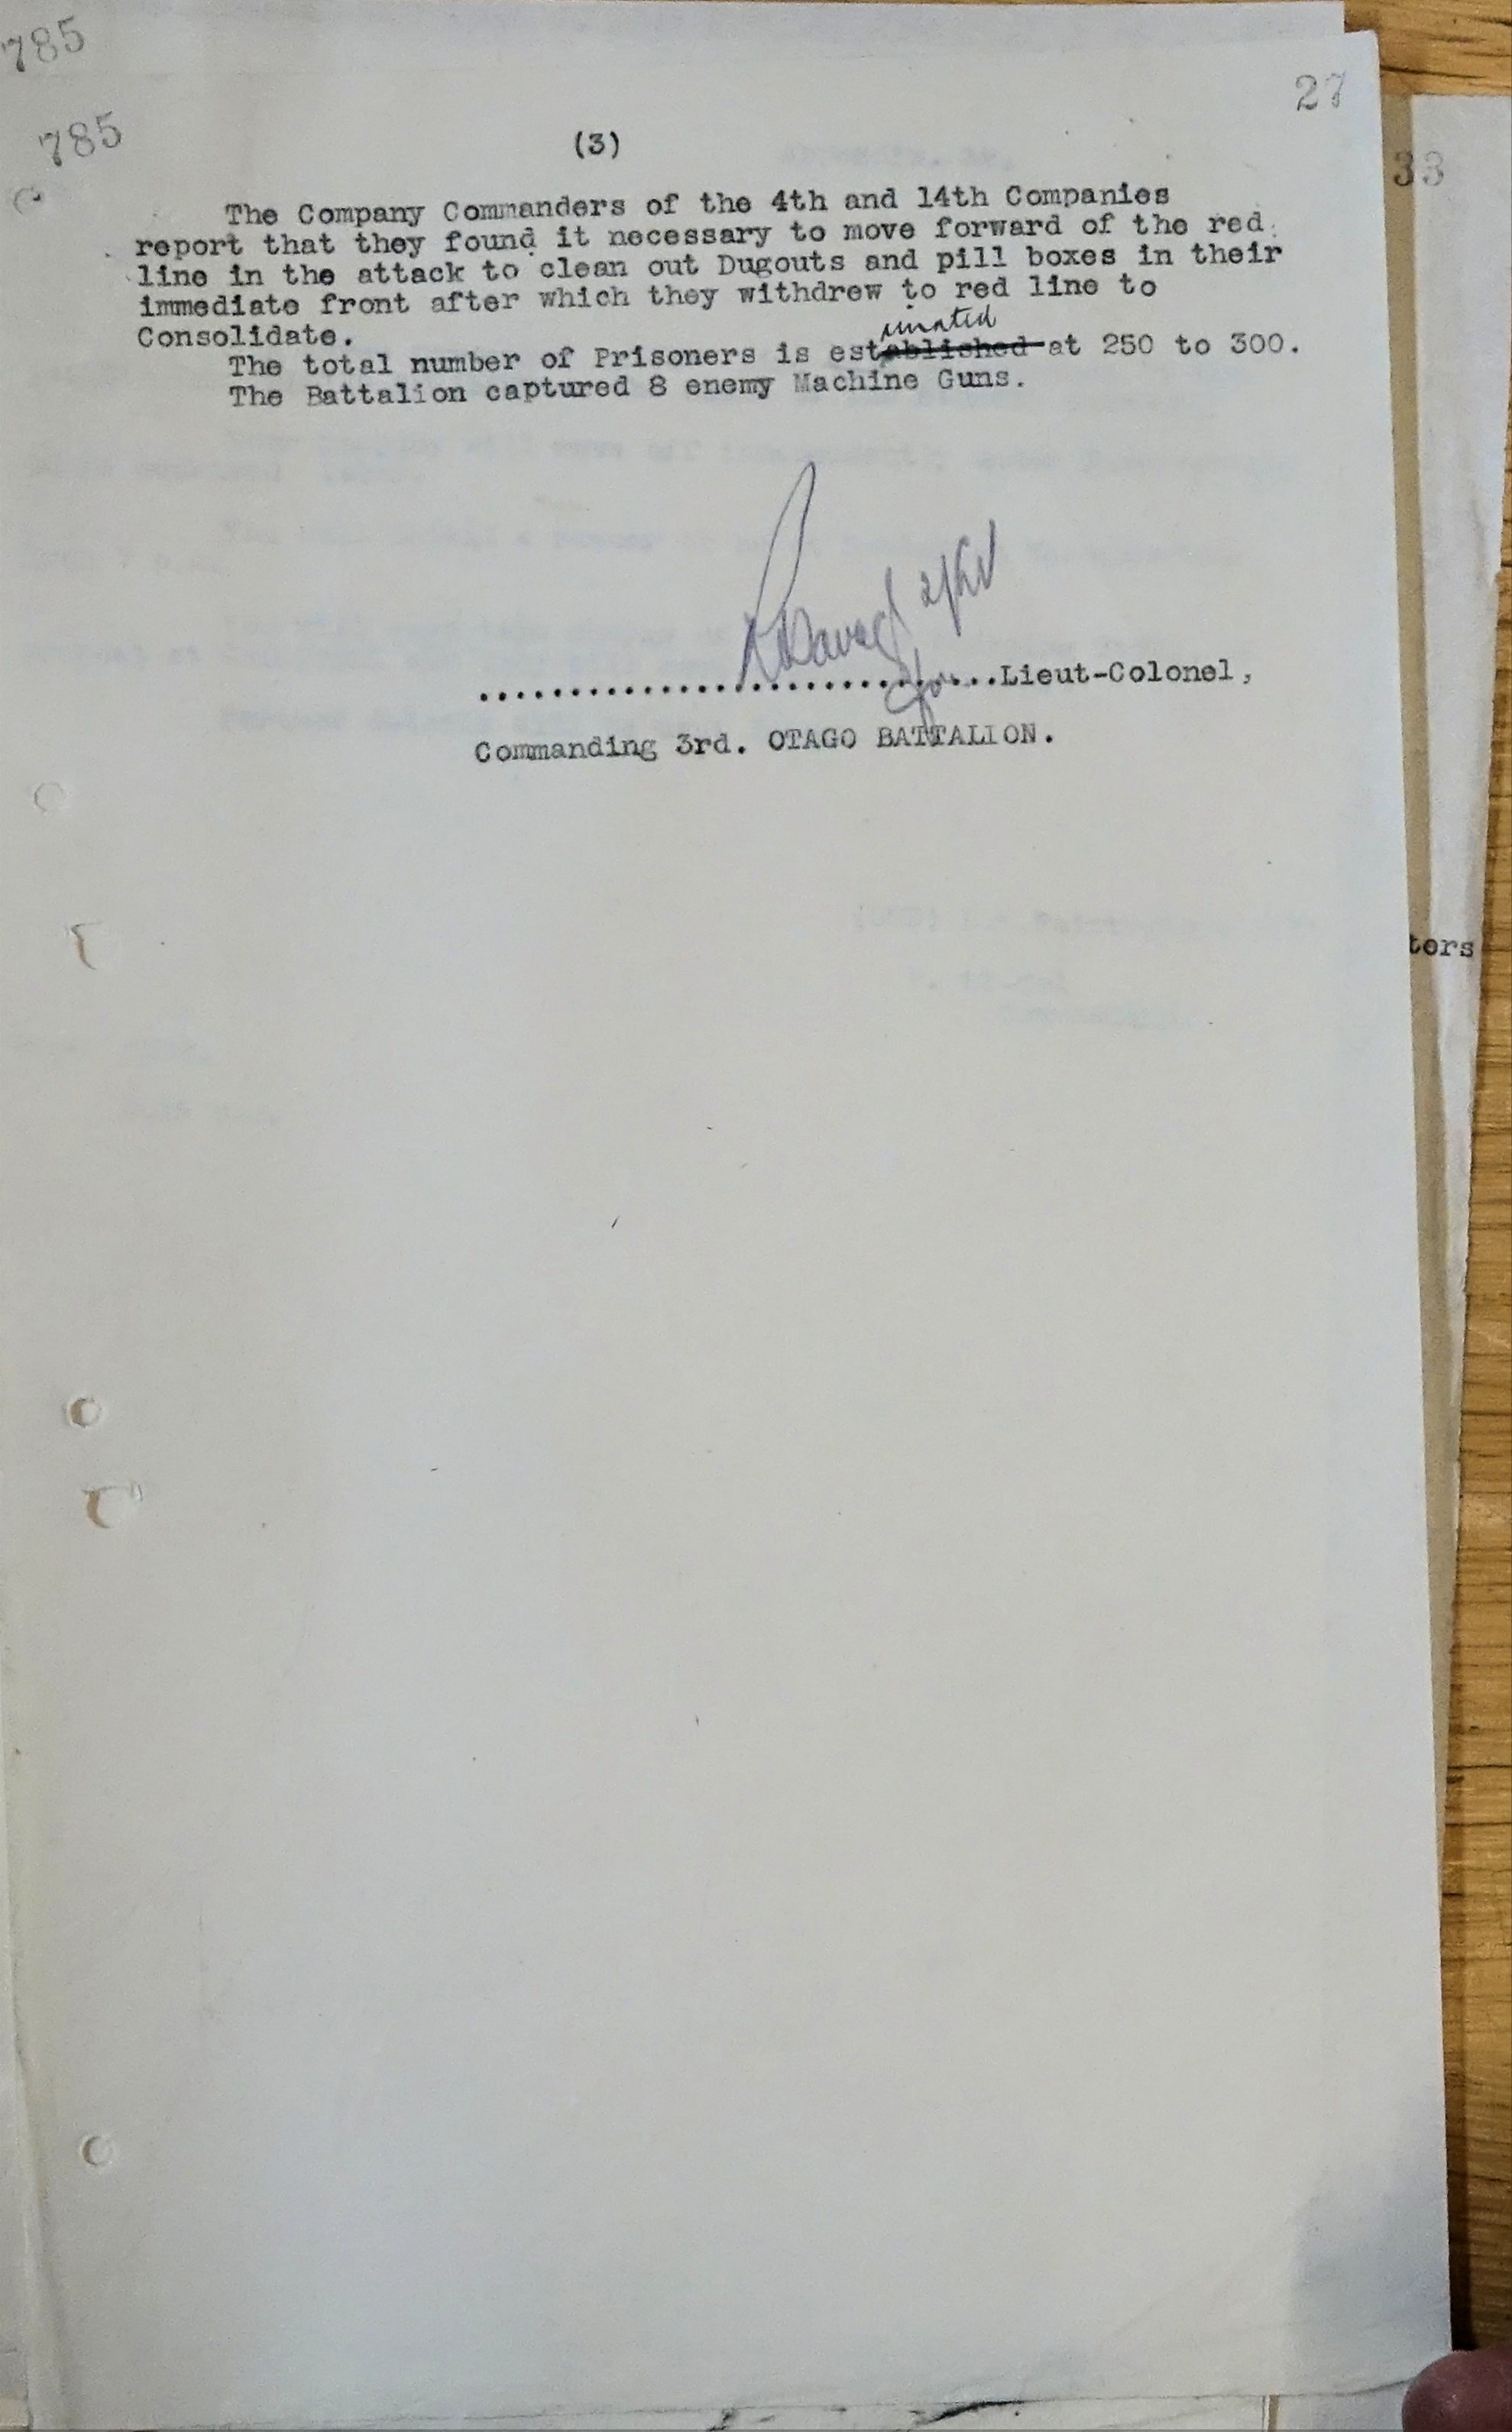 785
27
785
(3)
33
The Company Commanders of the 4th and 14th Companies
report that they found it necessary to move forward of the red
line in the attack to clean out Dugouts and pill boxes in their
immediate front after which they withdrew to red line to
Consolidate.
imated
The total number of Prisoners is established at 250 to 300.
The Battalion captured 8 enemy Machine Guns.
for
..............................Lieut-Colonel,
Commanding 3rd. OTAGO BATTALION.
ters